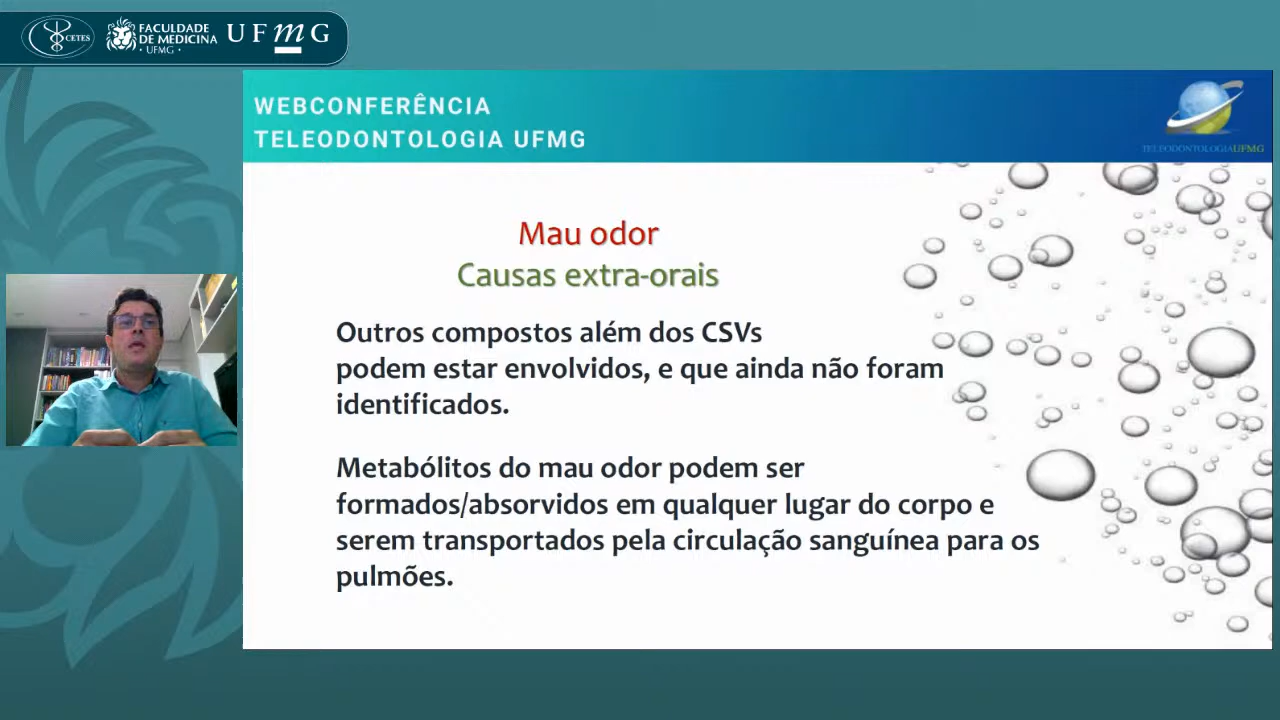 CETES
FACULDADE
DE MEDICINA
• UFMG •
UFMG
WEBCONFERÊNCIA
TELEODONTOLOGIA UFMG
TELEODONTOLOGIAUFMG
Mau odor
Causas extra-orais
Outros compostos além dos CSVs
podem estar envolvidos, e que ainda não foram
identificados.
Metabólitos do mau odor podem ser
formados/absorvidos em qualquer lugar do corpo e
serem transportados pela circulação sanguínea para os
pulmões.